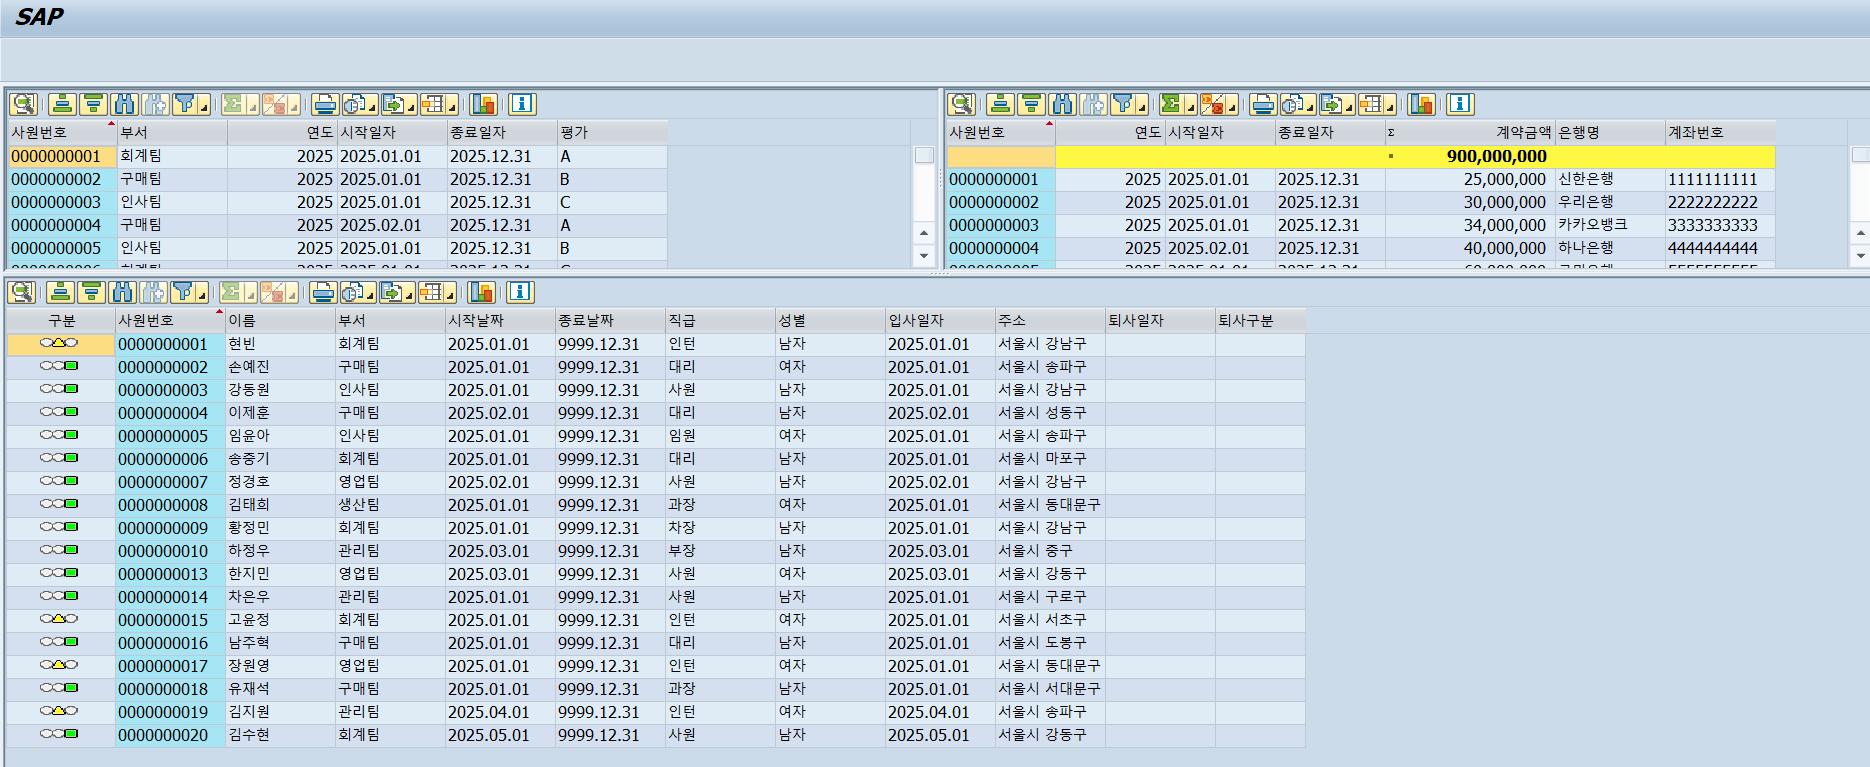 SAP
사원번호 부서 연도 시작일자 종료일자 평가
0000000001 회계팀 2025 2025.01.01 2025.12.31 A
0000000002 구매팀 2025 2025.01.01 2025.12.31 B
0000000003 인사팀 2025 2025.01.01 2025.12.31 C
0000000004 구매팀 2025 2025.02.01 2025.12.31 A
0000000005 인사팀 2025 2025.01.01 2025.12.31 B
사원번호 연도 시작일자 종료일자 Σ 계약금액 은행명 계좌번호
900,000,000
0000000001 2025 2025.01.01 2025.12.31 25,000,000 신한은행 1111111111
0000000002 2025 2025.01.01 2025.12.31 30,000,000 우리은행 2222222222
0000000003 2025 2025.01.01 2025.12.31 34,000,000 카카오뱅크 3333333333
0000000004 2025 2025.02.01 2025.12.31 40,000,000 하나은행 4444444444
구분 사원번호 이름 부서 시작날짜 종료날짜 직급 성별 입사일자 주소 퇴사일자 퇴사구분
0000000001 현빈 회계팀 2025.01.01 9999.12.31 인턴 남자 2025.01.01 서울시 강남구
0000000002 손예진 구매팀 2025.01.01 9999.12.31 대리 여자 2025.01.01 서울시 송파구
0000000003 강동원 인사팀 2025.01.01 9999.12.31 사원 남자 2025.01.01 서울시 강남구
0000000004 이제훈 구매팀 2025.02.01 9999.12.31 대리 남자 2025.02.01 서울시 성동구
0000000005 임윤아 인사팀 2025.01.01 9999.12.31 임원 여자 2025.01.01 서울시 송파구
0000000006 송중기 회계팀 2025.01.01 9999.12.31 대리 남자 2025.01.01 서울시 마포구
0000000007 정경호 영업팀 2025.02.01 9999.12.31 사원 남자 2025.02.01 서울시 강남구
0000000008 김태희 생산팀 2025.01.01 9999.12.31 과장 여자 2025.01.01 서울시 동대문구
0000000009 황정민 회계팀 2025.01.01 9999.12.31 차장 남자 2025.01.01 서울시 강남구
0000000010 하정우 관리팀 2025.03.01 9999.12.31 부장 남자 2025.03.01 서울시 중구
0000000013 한지민 영업팀 2025.03.01 9999.12.31 사원 여자 2025.03.01 서울시 강동구
0000000014 차은우 관리팀 2025.01.01 9999.12.31 사원 남자 2025.01.01 서울시 구로구
0000000015 고윤정 회계팀 2025.01.01 9999.12.31 인턴 여자 2025.01.01 서울시 서초구
0000000016 남주혁 구매팀 2025.01.01 9999.12.31 대리 남자 2025.01.01 서울시 도봉구
0000000017 장원영 영업팀 2025.01.01 9999.12.31 인턴 여자 2025.01.01 서울시 동대문구
0000000018 유재석 구매팀 2025.01.01 9999.12.31 과장 남자 2025.01.01 서울시 서대문구
0000000019 김지원 관리팀 2025.04.01 9999.12.31 인턴 여자 2025.04.01 서울시 송파구
0000000020 김수현 회계팀 2025.05.01 9999.12.31 사원 남자 2025.05.01 서울시 강동구